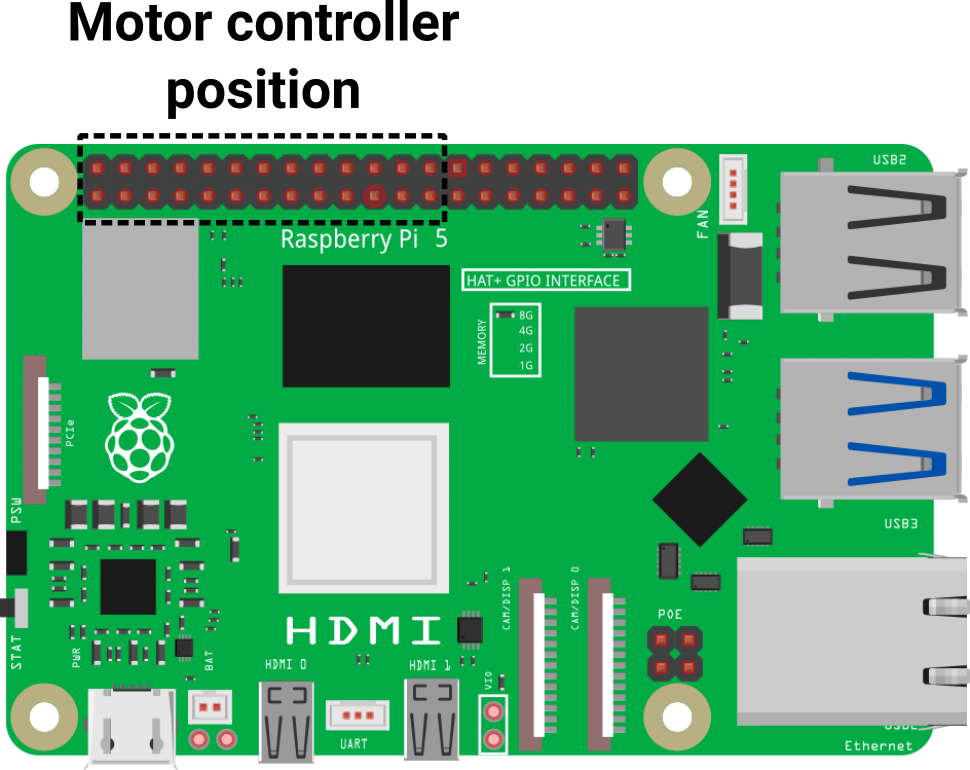 Motor controller
position
USB2
FAN
Raspberry Pi 5
HAT+ GPIO INTERFACE
MEMORY
8G
4G
2G
1G
PCIe
PSW
USB3
STAT
PWR
BAT
HDMI
HDMI 0
HDMI 1
CAM/DISP 1
CAM/DISP 0
POE
VIO
UART
Ethernet